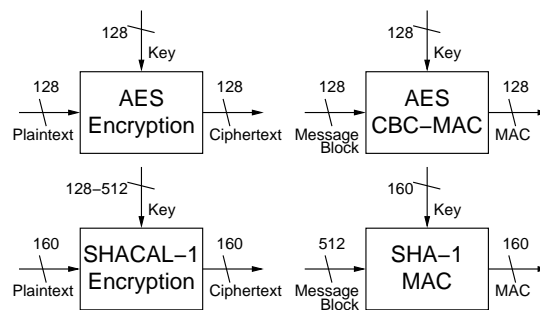 128
Key
128
AES
Encryption
128
Plaintext
Ciphertext
128
Key
128
AES
CBC−MAC
128
Message
Block
MAC
128−512
Key
160
SHACAL−1
Encryption
160
Plaintext
Ciphertext
160
Key
512
SHA−1
MAC
160
Message
Block
MAC